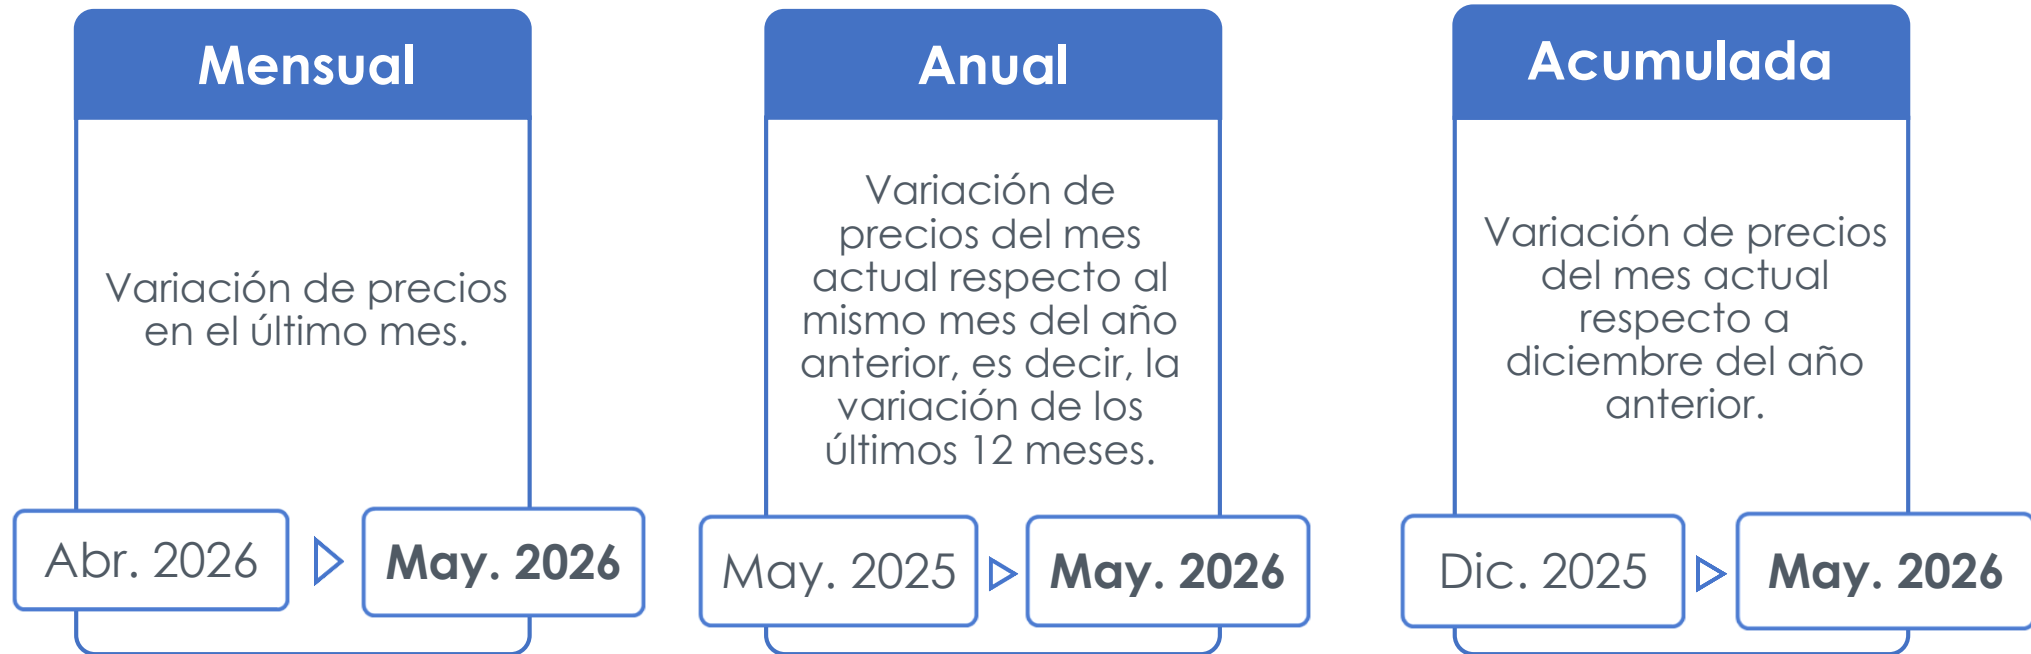 Mensual
Variación de precios
en el último mes.
Abr. 2026
May. 2026
Anual
Variación de
precios del mes
actual respecto al
mismo mes del año
anterior, es decir, la
variación de los
últimos 12 meses.
May. 2025
May. 2026
Acumulada
Variación de precios
del mes actual
respecto a
diciembre del año
anterior.
Dic. 2025
May. 2026